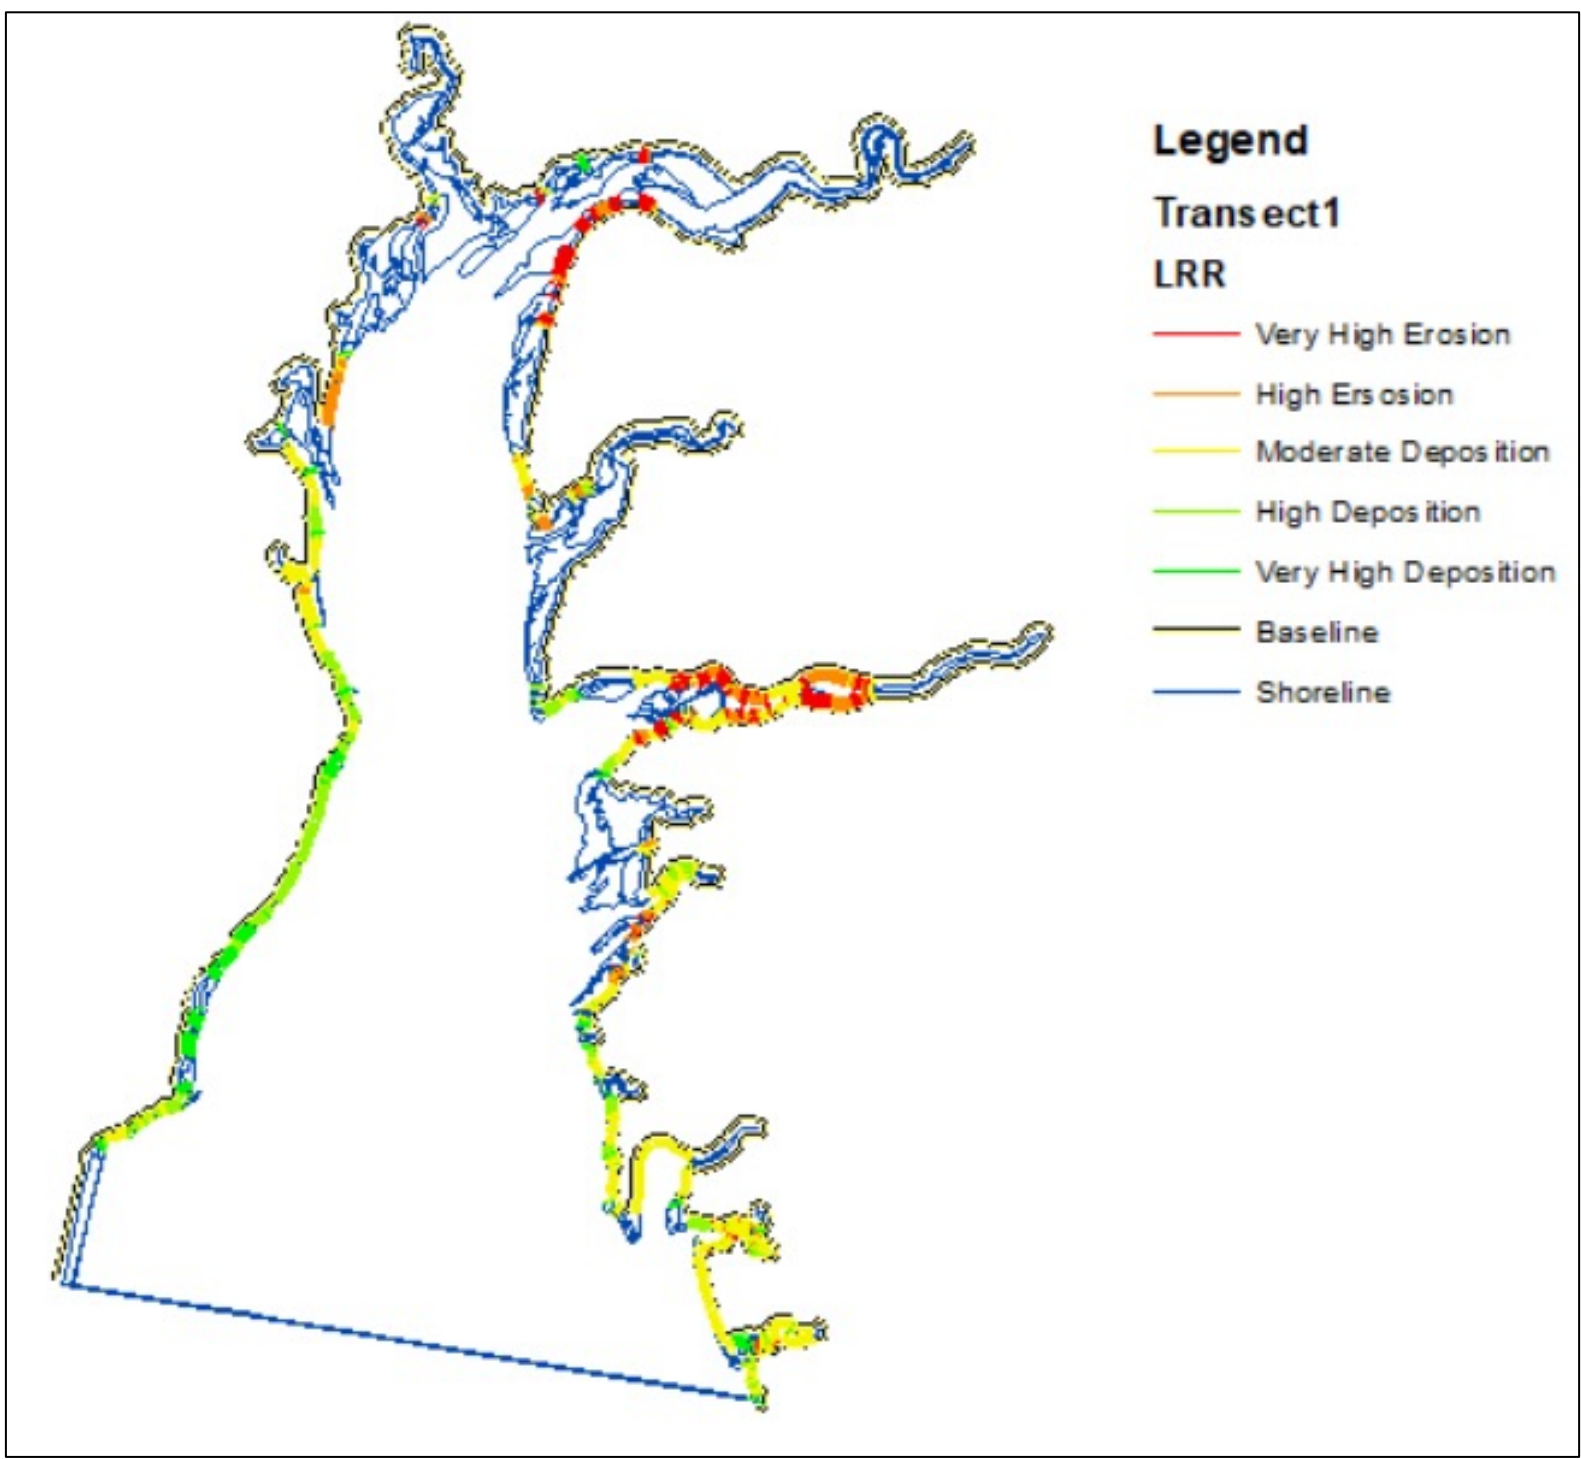 Legend
Transect1
LRR
Very High Erosion
High Ersosion
Moderate Deposition
High Deposition
Very High Deposition
Baseline
Shoreline